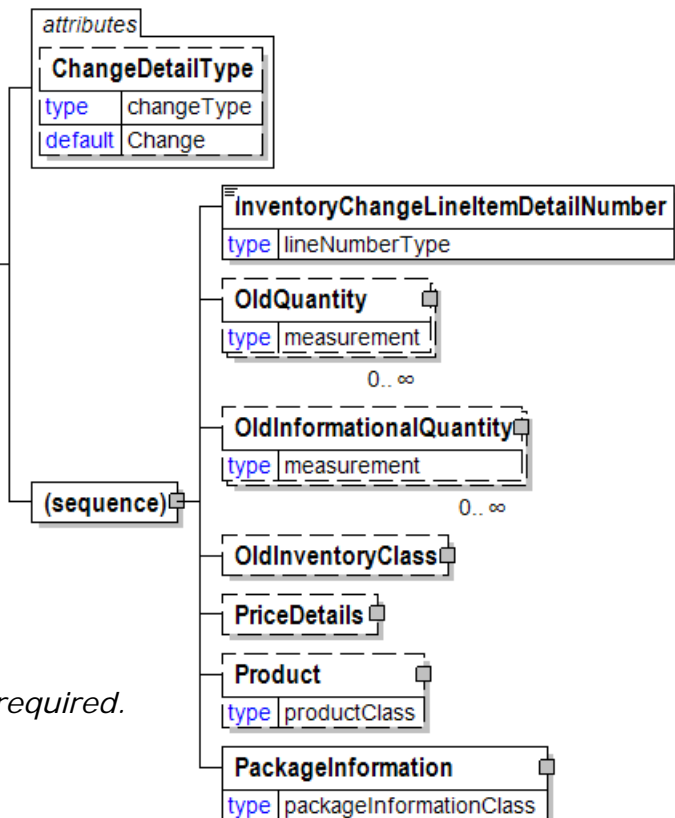 attributes
ChangeDetailType
type changeType
default Change
InventoryChangeLineItemDetailNumber
type lineNumberType
OldQuantity
type measurement
0.. ∞
OldInformationalQuantity
type measurement
0.. ∞
(sequence)
OldInventoryClass
PriceDetails
Product
required.
type productClass
PackageInformation
type packageInformationClass